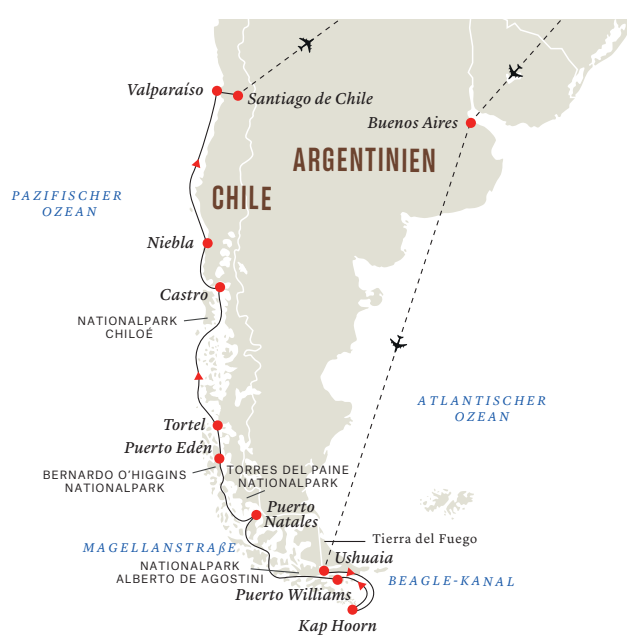 Valparaíso
Santiago de Chile
Buenos Aires
ARGENTINIEN
CHILE
PAZIFISCHER
OZEAN
Niebla
Castro
NATIONALPARK
CHILOÉ
ATLANTISCHER
OZEAN
Tortel
Puerto Edén
BERNARDO O'HIGGINS
NATIONALPARK
TORRES DEL PAINE
NATIONALPARK
Puerto
Natales
MAGELLANSTRAßE
Tierra del Fuego
Ushuaia
NATIONALPARK
ALBERTO DE AGOSTINI
BEAGLE-KANAL
Puerto Williams
Kap Hoorn